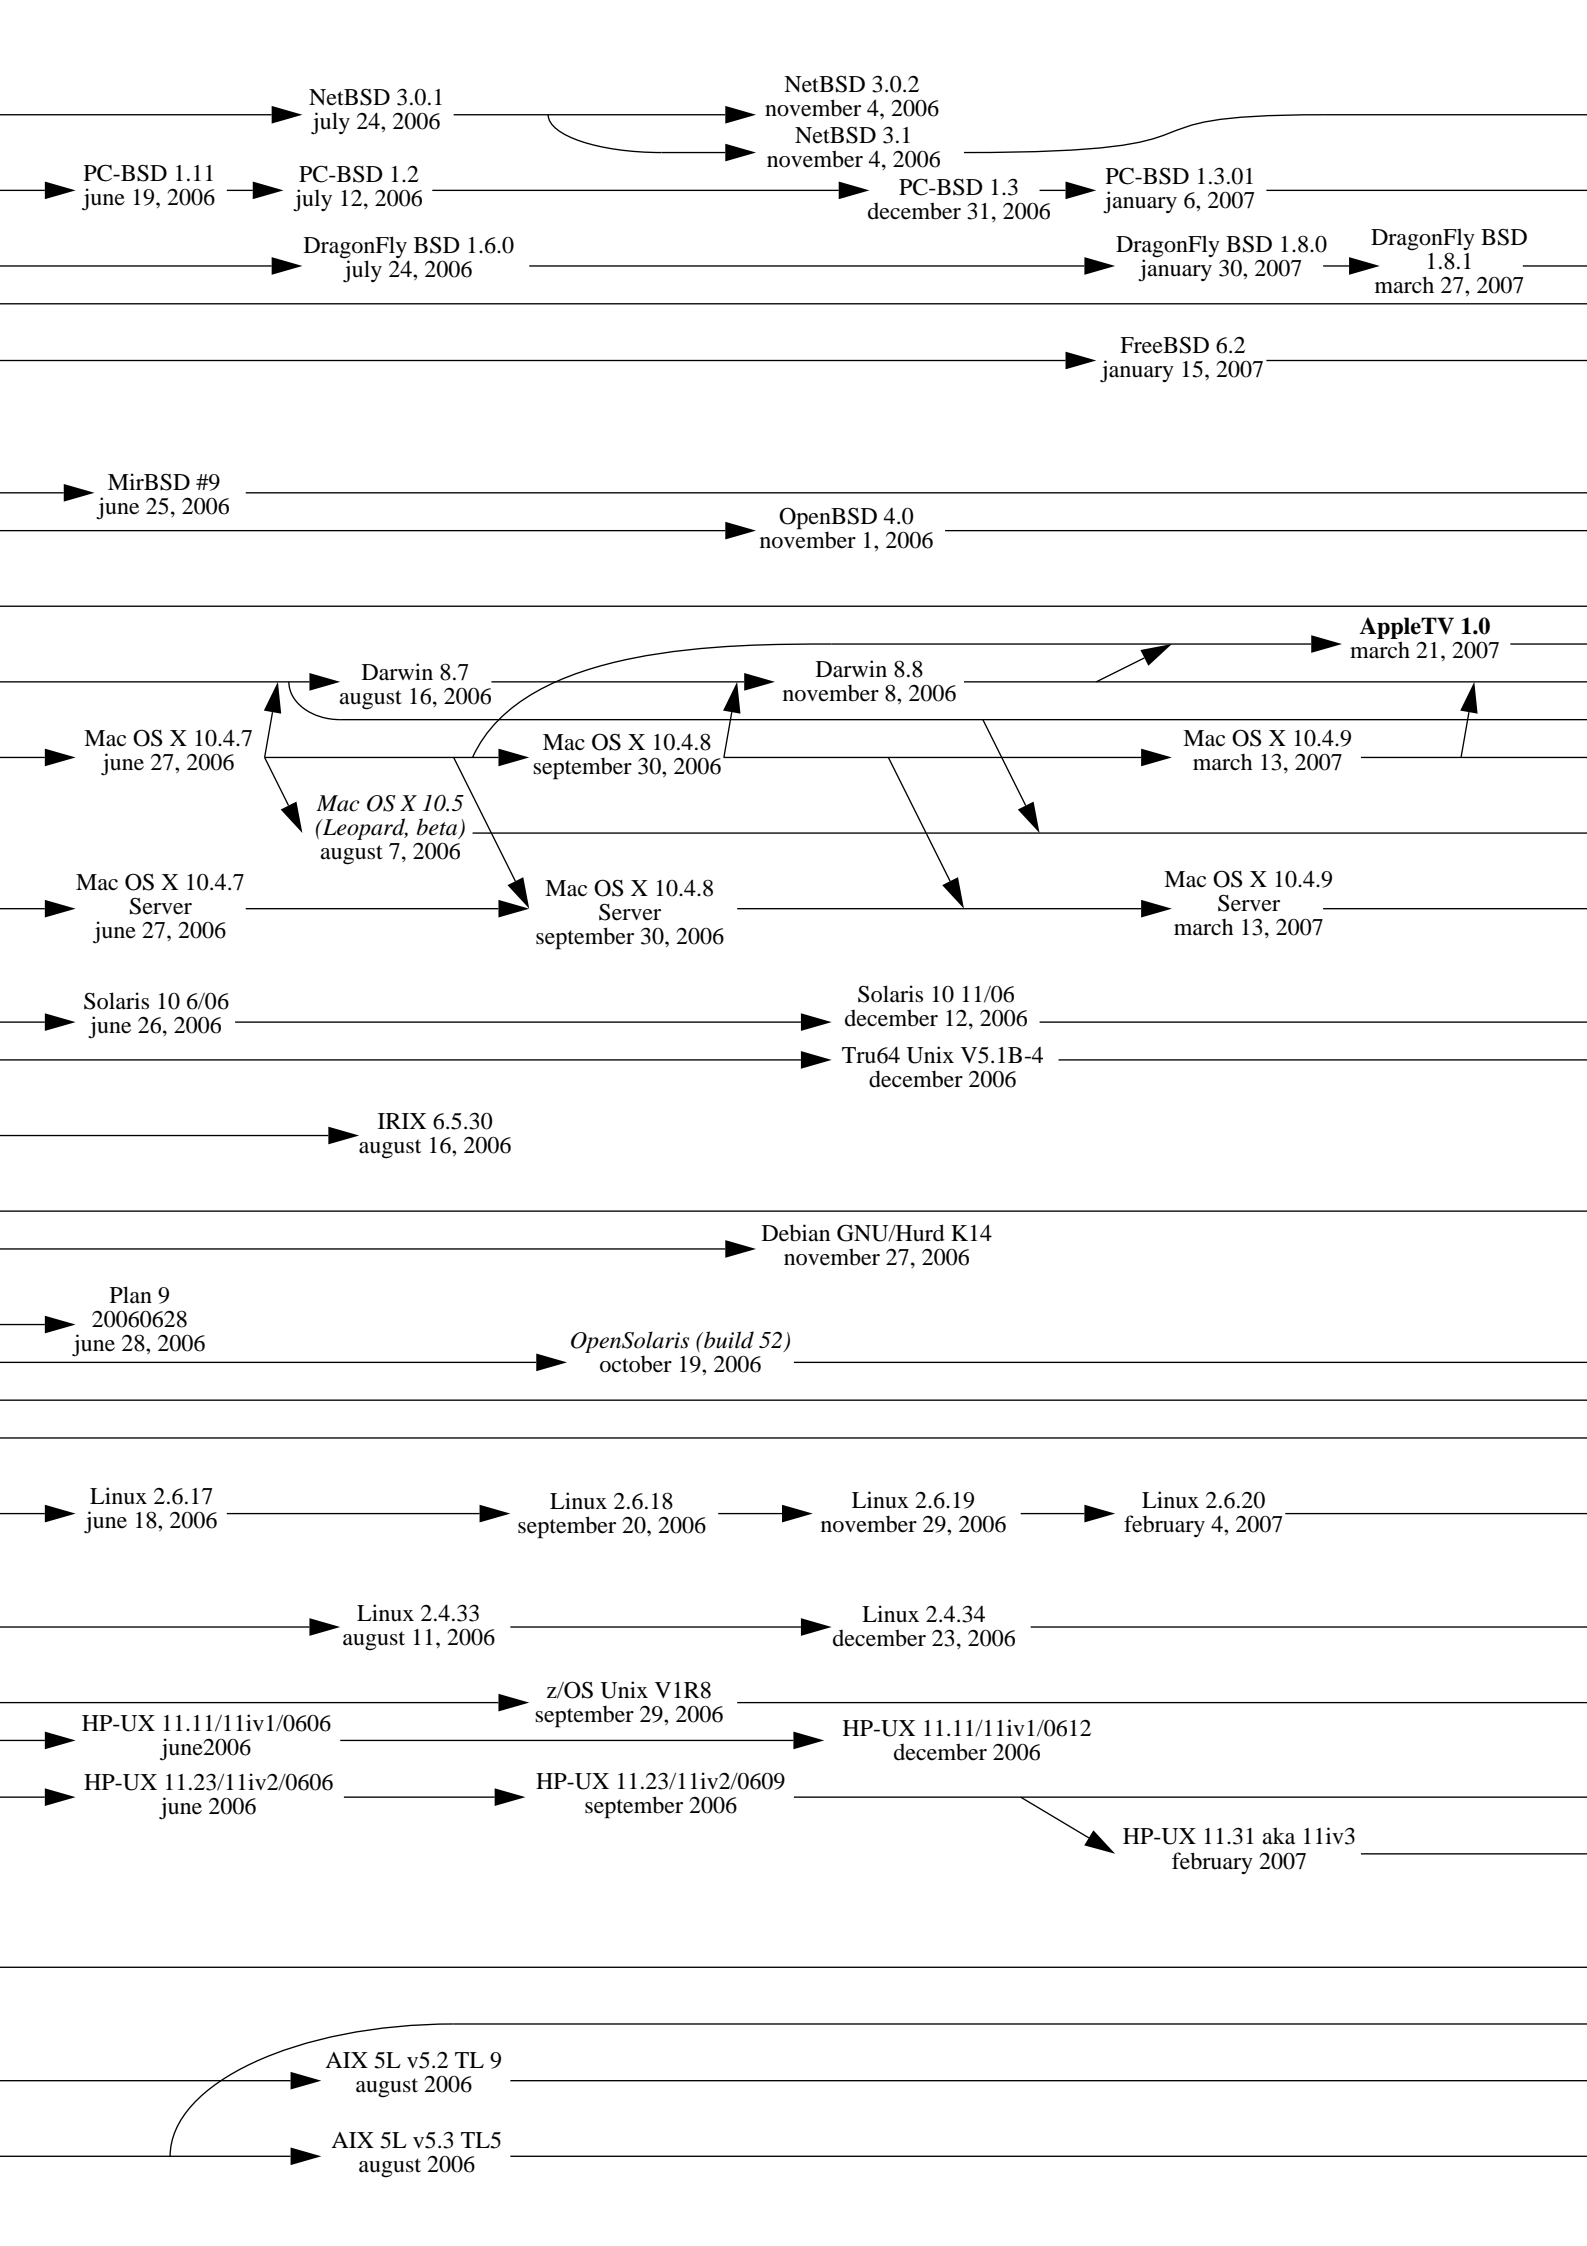 NetBSD 3.0.1
july 24, 2006
NetBSD 3.0.2
november 4, 2006
NetBSD 3.1
november 4, 2006
PC-BSD 1.11
june 19, 2006
PC-BSD 1.2
july 12, 2006
PC-BSD 1.3
december 31, 2006
PC-BSD 1.3.01
january 6, 2007
DragonFly BSD 1.6.0
july 24, 2006
DragonFly BSD 1.8.0
january 30, 2007
DragonFly BSD
1.8.1
march 27, 2007
FreeBSD 6.2
january 15, 2007
MirBSD #9
june 25, 2006
OpenBSD 4.0
november 1, 2006
AppleTV 1.0
march 21, 2007
Darwin 8.7
august 16, 2006
Darwin 8.8
november 8, 2006
Mac OS X 10.4.7
june 27, 2006
Mac OS X 10.4.8
september 30, 2006
Mac OS X 10.4.9
march 13, 2007
Mac OS X 10.5
(Leopard, beta)
august 7, 2006
Mac OS X 10.4.7
Server
june 27, 2006
Mac OS X 10.4.8
Server
september 30, 2006
Mac OS X 10.4.9
Server
march 13, 2007
Solaris 10 6/06
june 26, 2006
Solaris 10 11/06
december 12, 2006
Tru64 Unix V5.1B-4
december 2006
IRIX 6.5.30
august 16, 2006
Debian GNU/Hurd K14
november 27, 2006
Plan 9
20060628
june 28, 2006
OpenSolaris (build 52)
october 19, 2006
Linux 2.6.17
june 18, 2006
Linux 2.6.18
september 20, 2006
Linux 2.6.19
november 29, 2006
Linux 2.6.20
february 4, 2007
Linux 2.4.33
august 11, 2006
Linux 2.4.34
december 23, 2006
z/OS Unix V1R8
september 29, 2006
HP-UX 11.11/11iv1/0606
june2006
HP-UX 11.11/11iv1/0612
december 2006
HP-UX 11.23/11iv2/0606
june 2006
HP-UX 11.23/11iv2/0609
september 2006
HP-UX 11.31 aka 11iv3
february 2007
AIX 5L v5.2 TL 9
august 2006
AIX 5L v5.3 TL5
august 2006